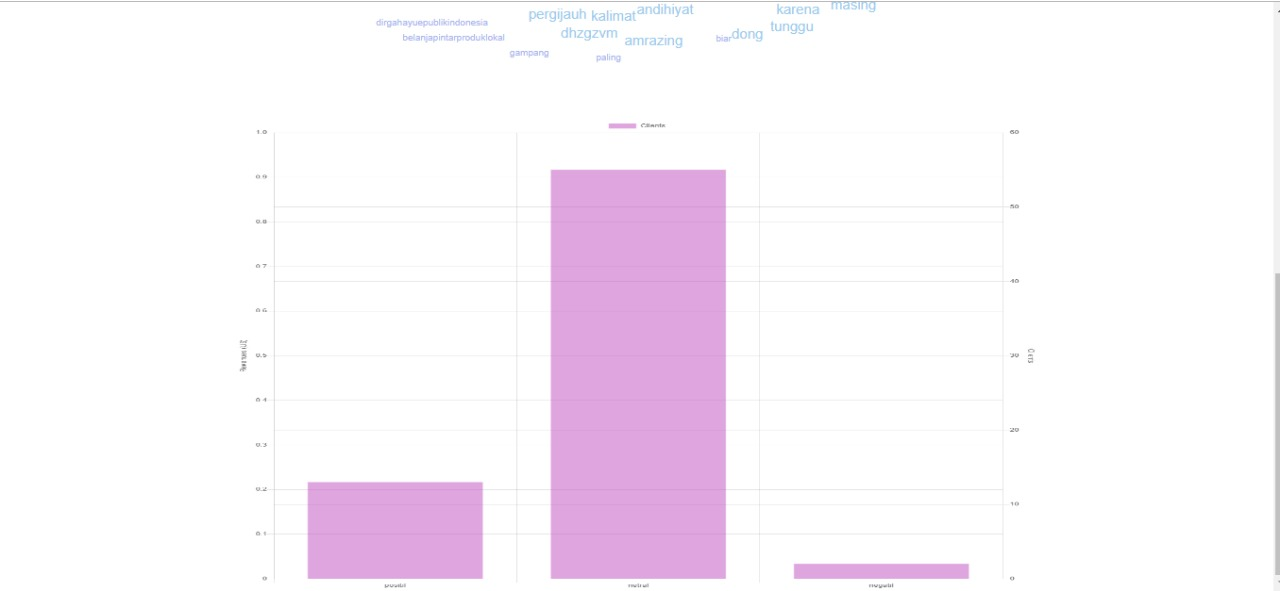 masing
andihiyat karena
pergijauh kalimat
dirgahayuepublikindonesia tunggu
belanjapintarproduklokal dhzgzvm amrazing biar dong
gampang
paling
Clients
1.0 60
0.9
50
0.8
0.7
40
0.6
0.5 30
0.4
20
0.3
0.2
10
0.1
0 0
positif netral negatif